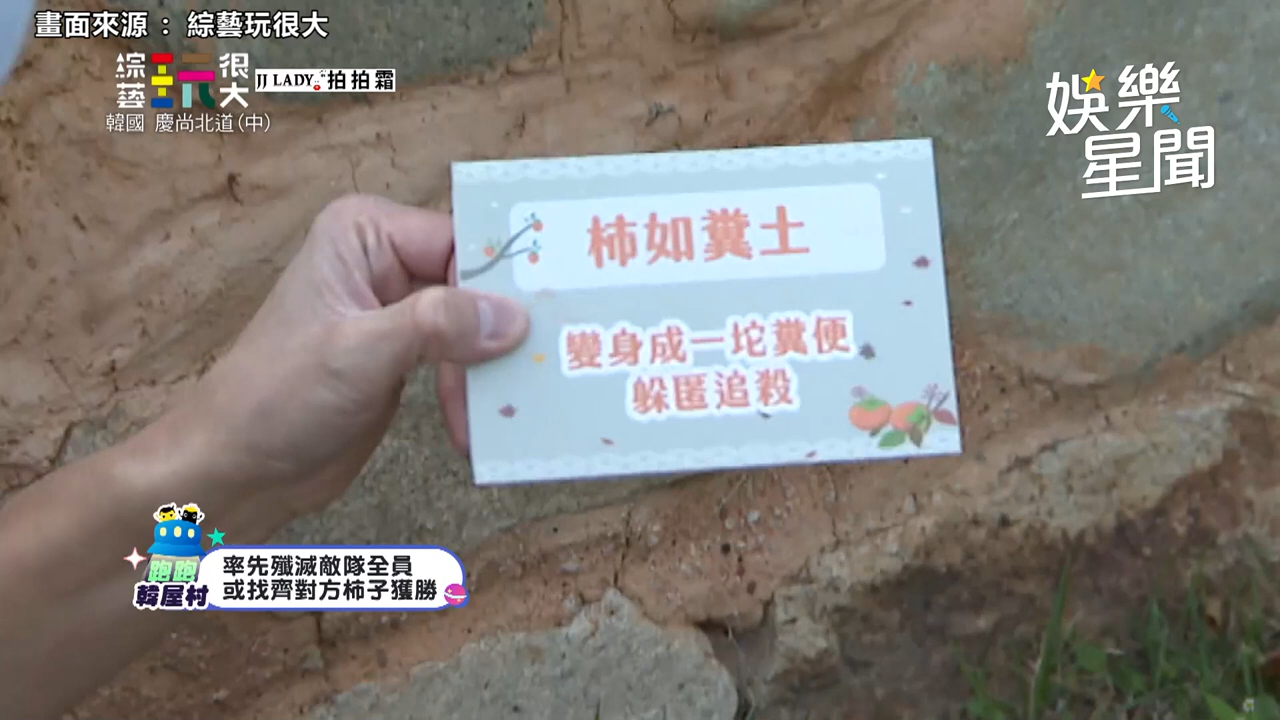 畫面來源：綜藝玩很大
綜藝玩很大
JJ LADY 拍拍霜
韓國 慶尚北道(中)
娛樂星聞
柿如糞土
變身成一坨糞便
躲匿追殺
跑跑韓屋村
率先殲滅敵隊全員
或找齊對方柿子獲勝